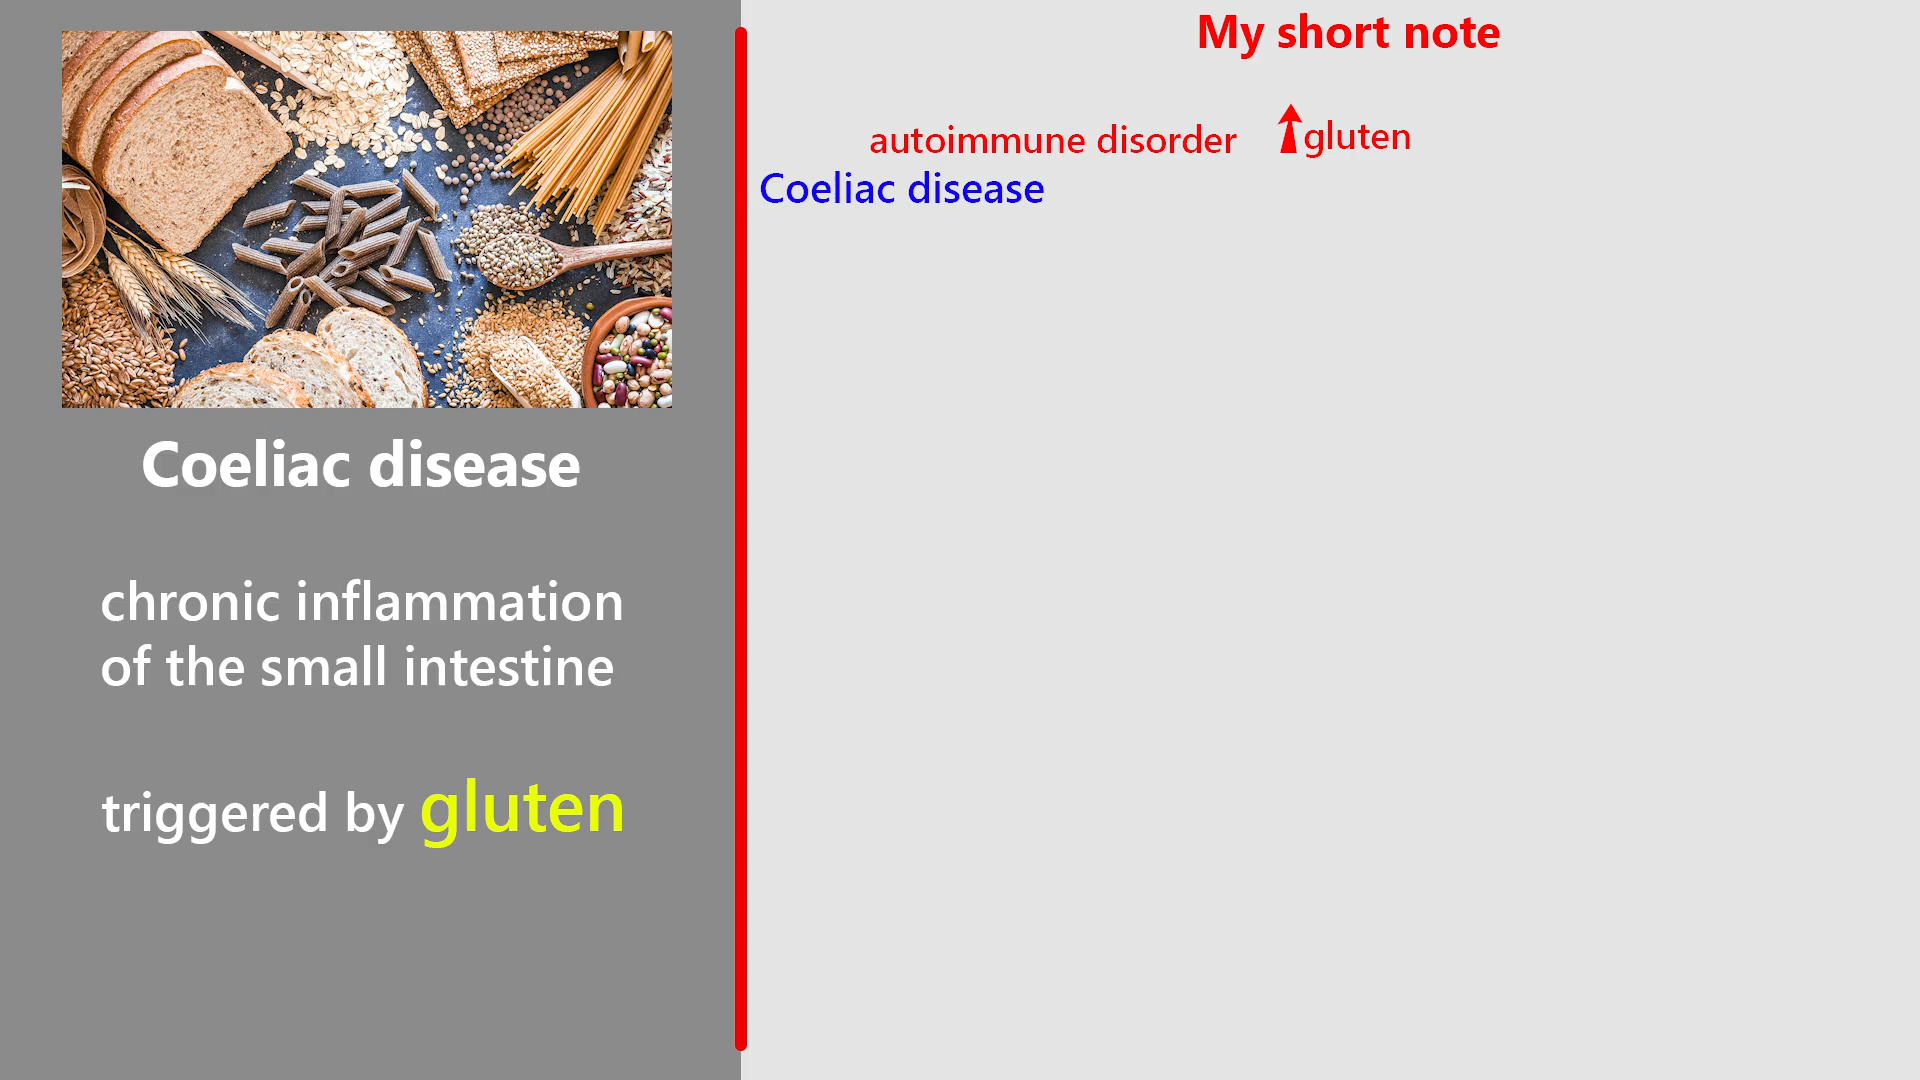 Coeliac disease
chronic inflammation
of the small intestine
triggered by gluten
My short note
autoimmune disorder gluten
Coeliac disease